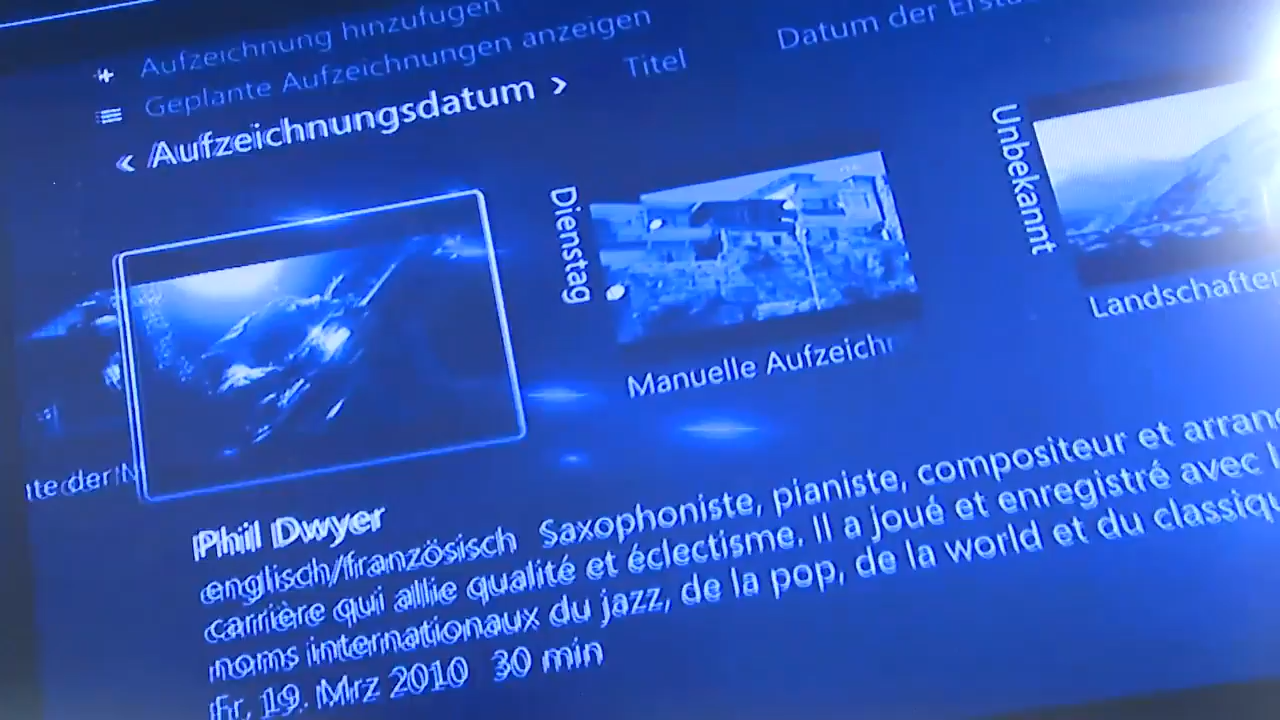 Aufzeichnung hinzufügen
Geplante Aufzeichnungen anzeigen
‹ Aufzeichnungsdatum › Titel Datum der
Dienstag
Unbekannt
der
Manuelle
Landschaften
Phil Dwyer
englisch/französisch Saxophoniste, pianiste, compositeur et
carrière qui allie qualité et éclectisme. Il a joué et enregistré avec
noms internationaux du jazz, de la pop, de la world et du
Fr, 19. Mrz 2010 30 min